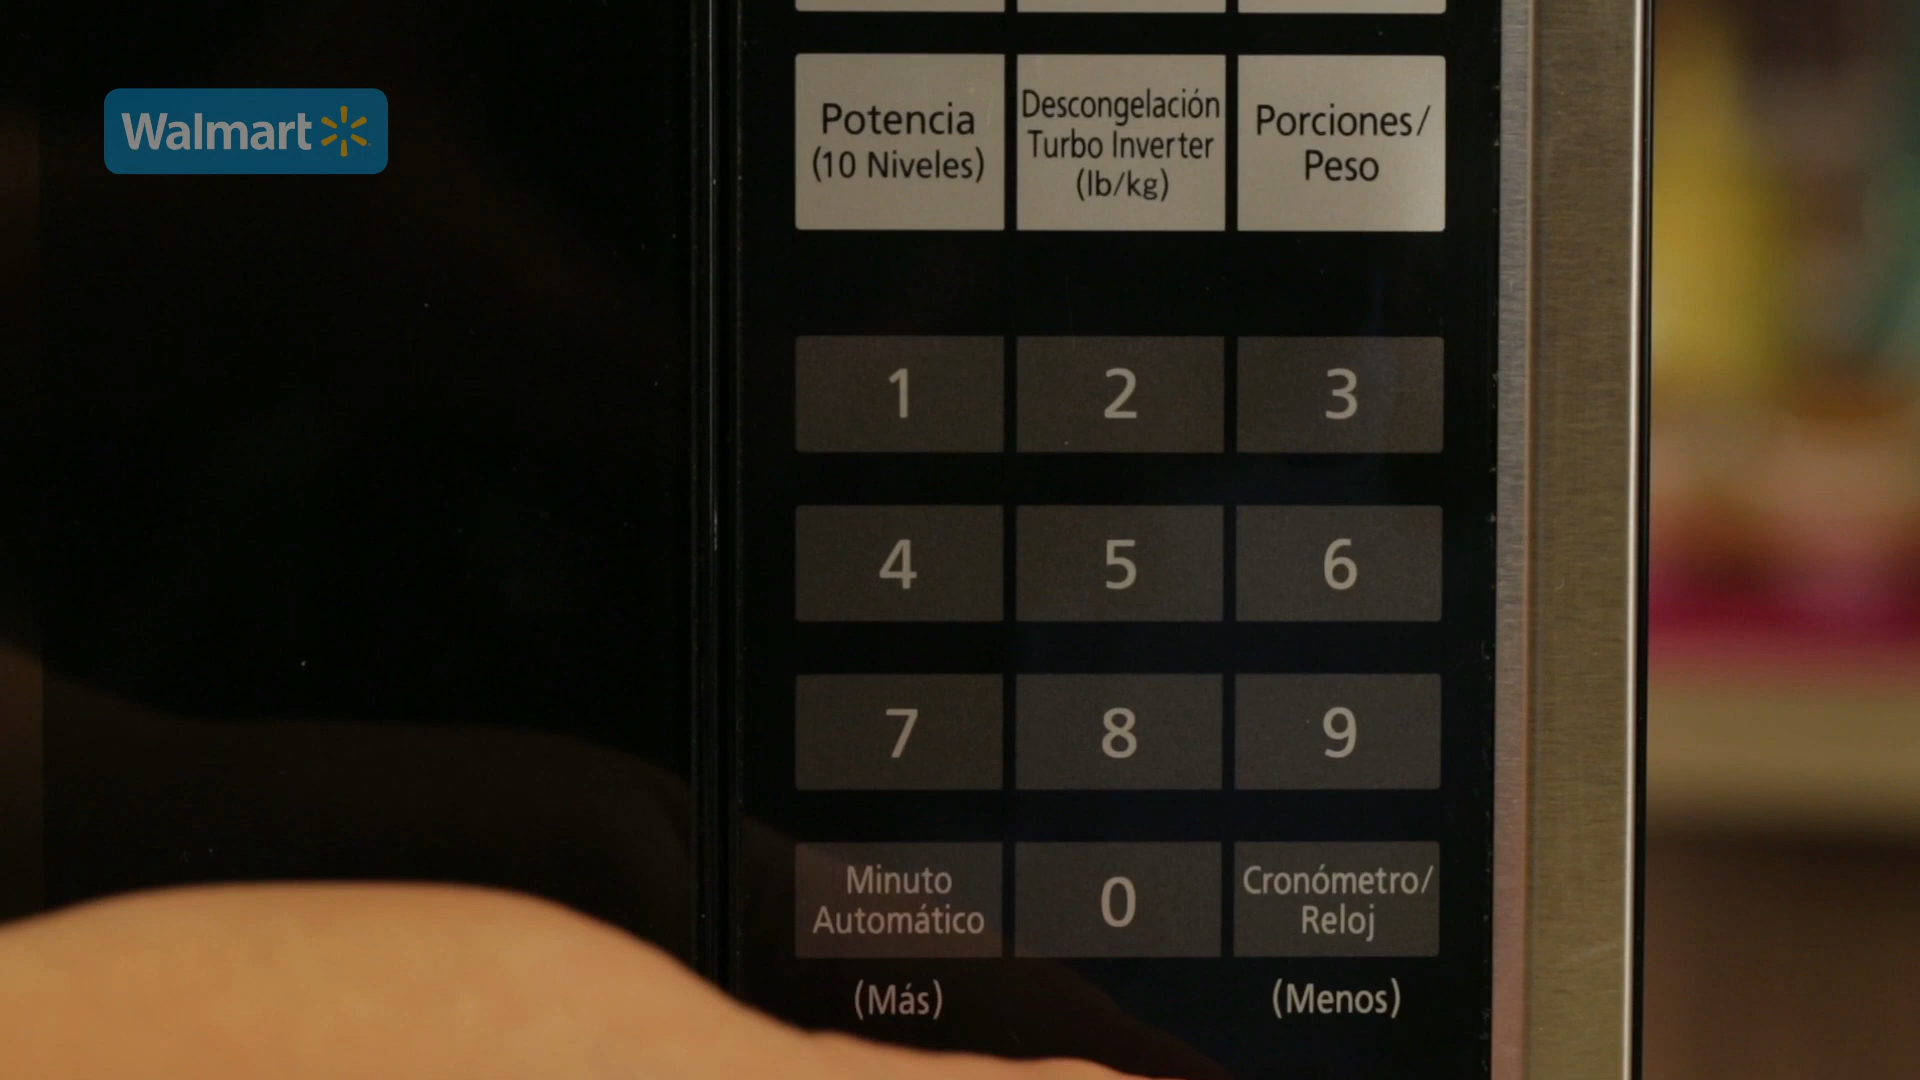 Walmart
Potencia
(10 Niveles)
Descongelación
Turbo Inverter
(lb/kg)
Porciones/
Peso
1
2
3
4
5
6
7
8
9
Minuto
Automático
0
Cronómetro/
Reloj
(Más)
(Menos)